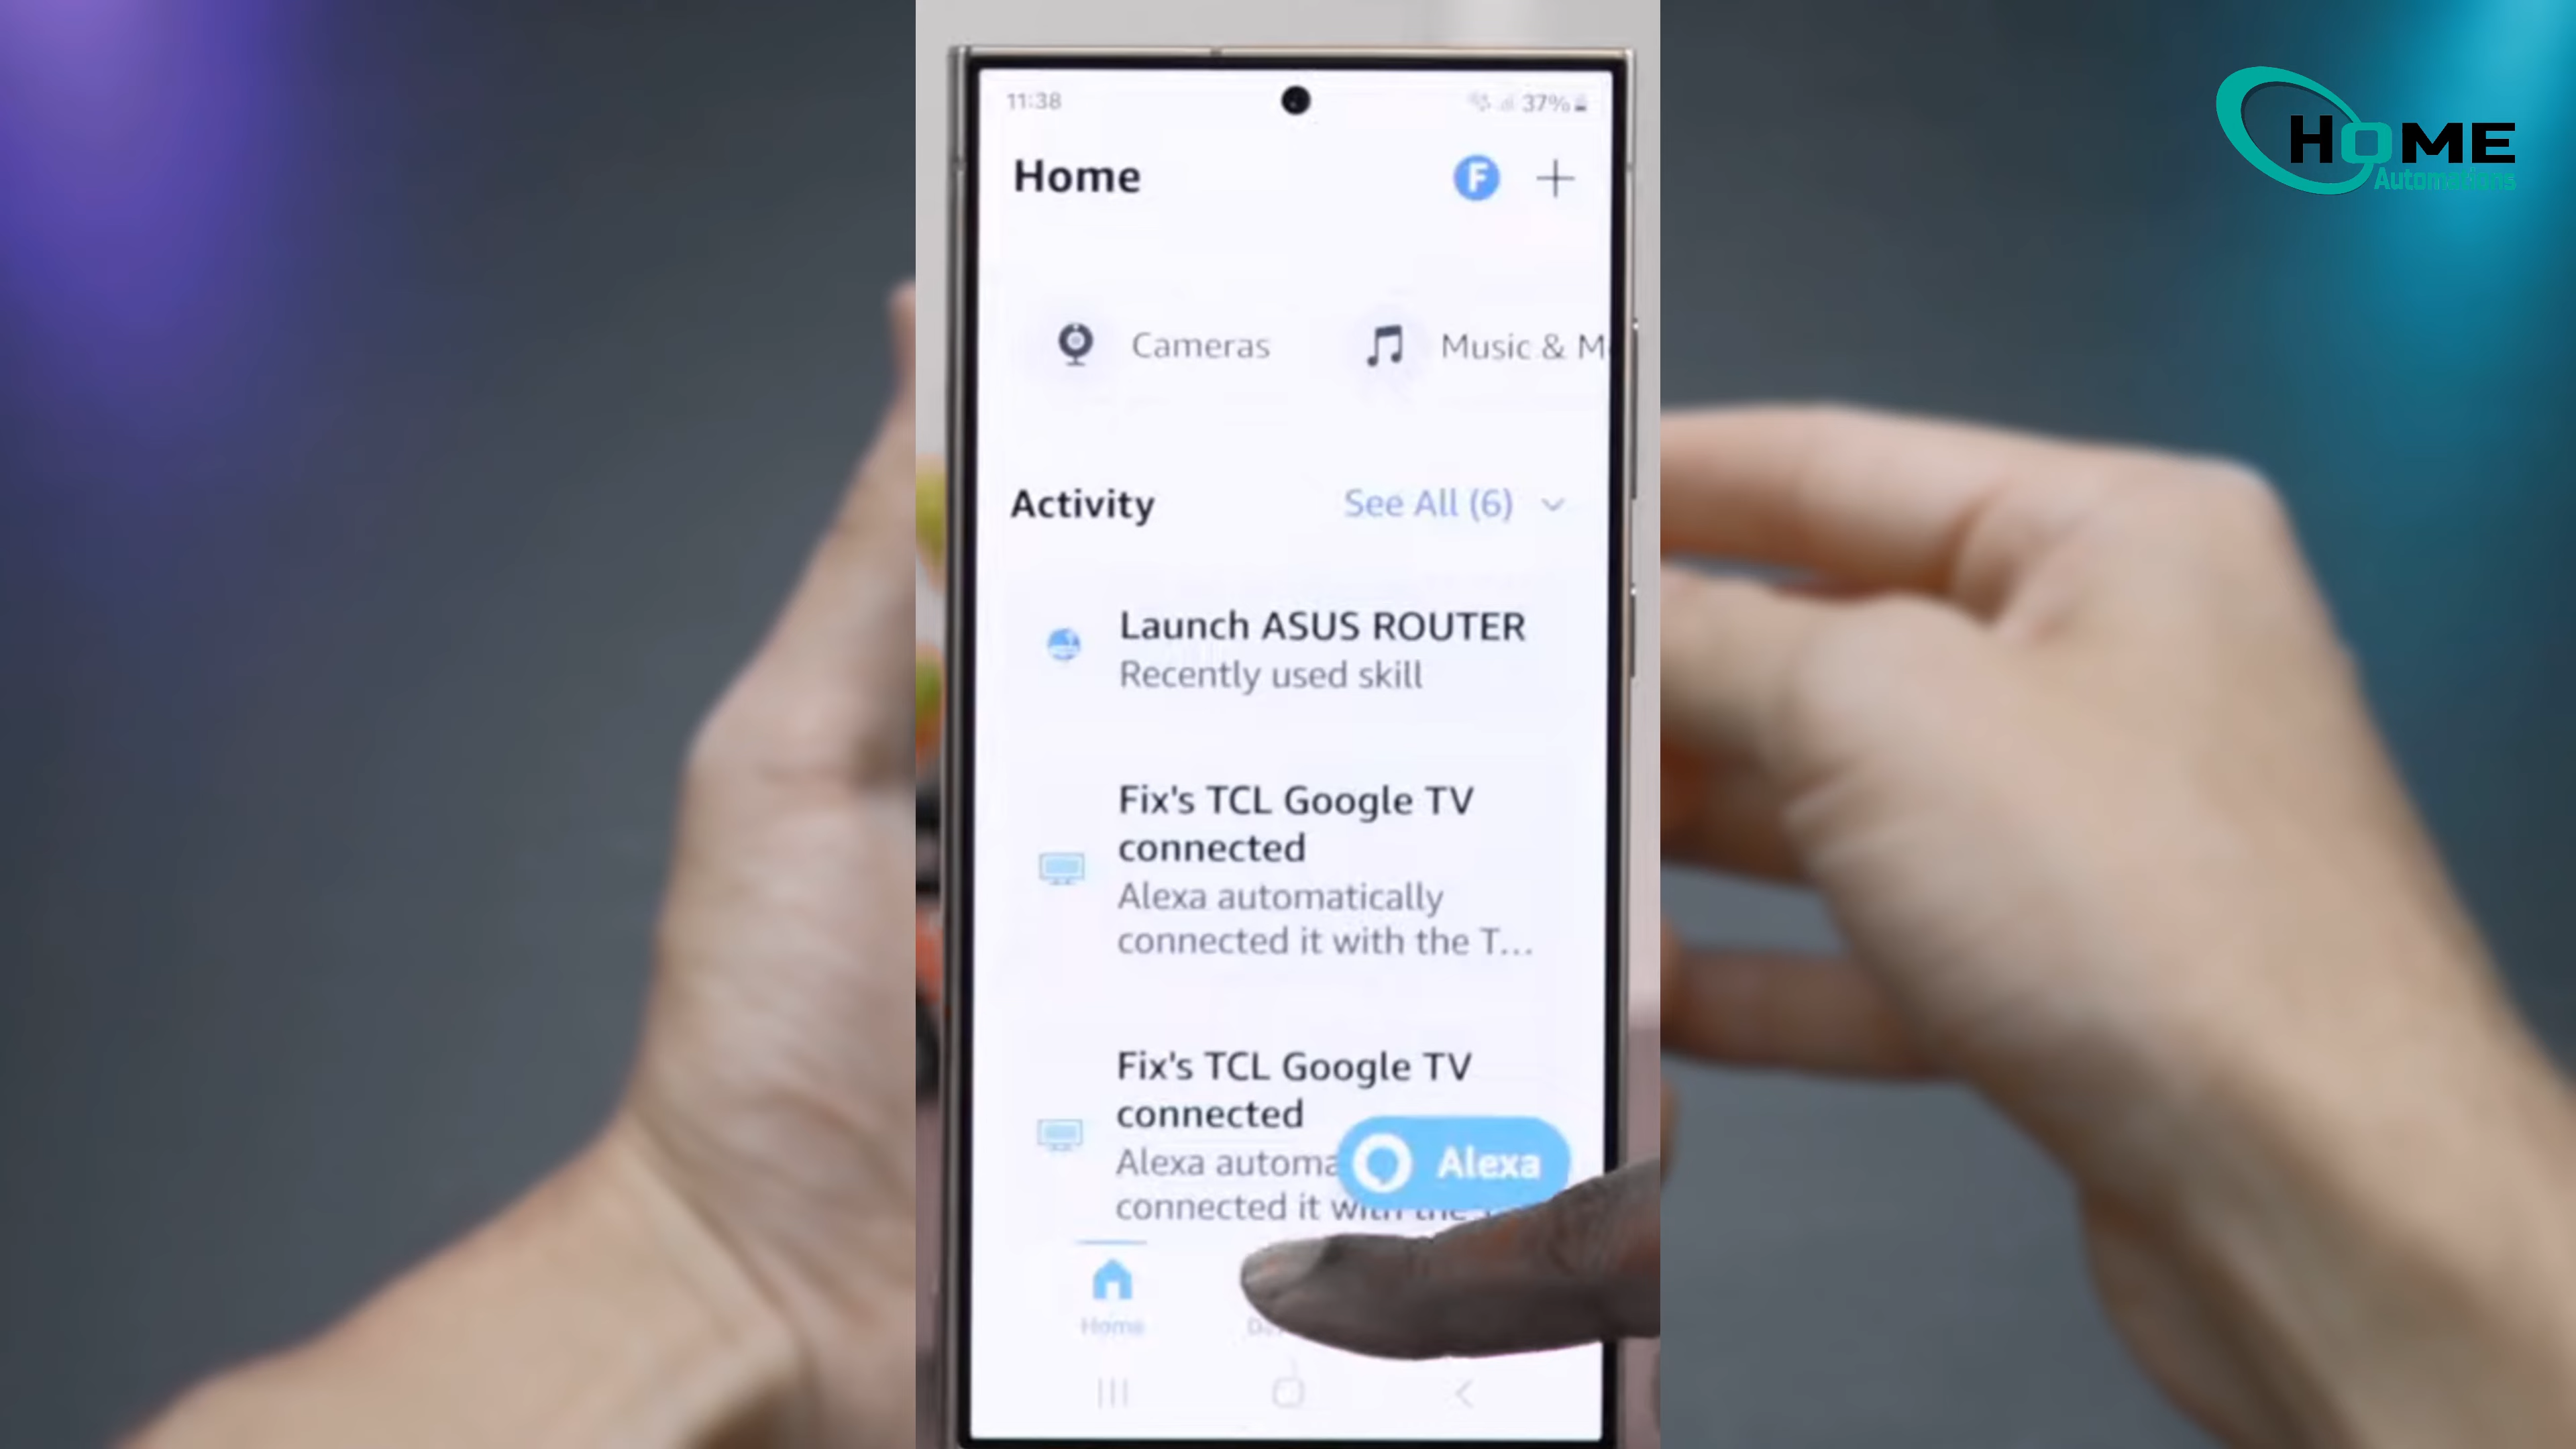 11:38
37%
Home
F
HOME
Automations
Cameras
Music & M
Activity
See All (6)
Launch ASUS ROUTER
Recently used skill
Fix's TCL Google TV
connected
Alexa automatically
connected it with the T...
Fix's TCL Google TV
connected
Alexa automa
Alexa
connected it with the
Home